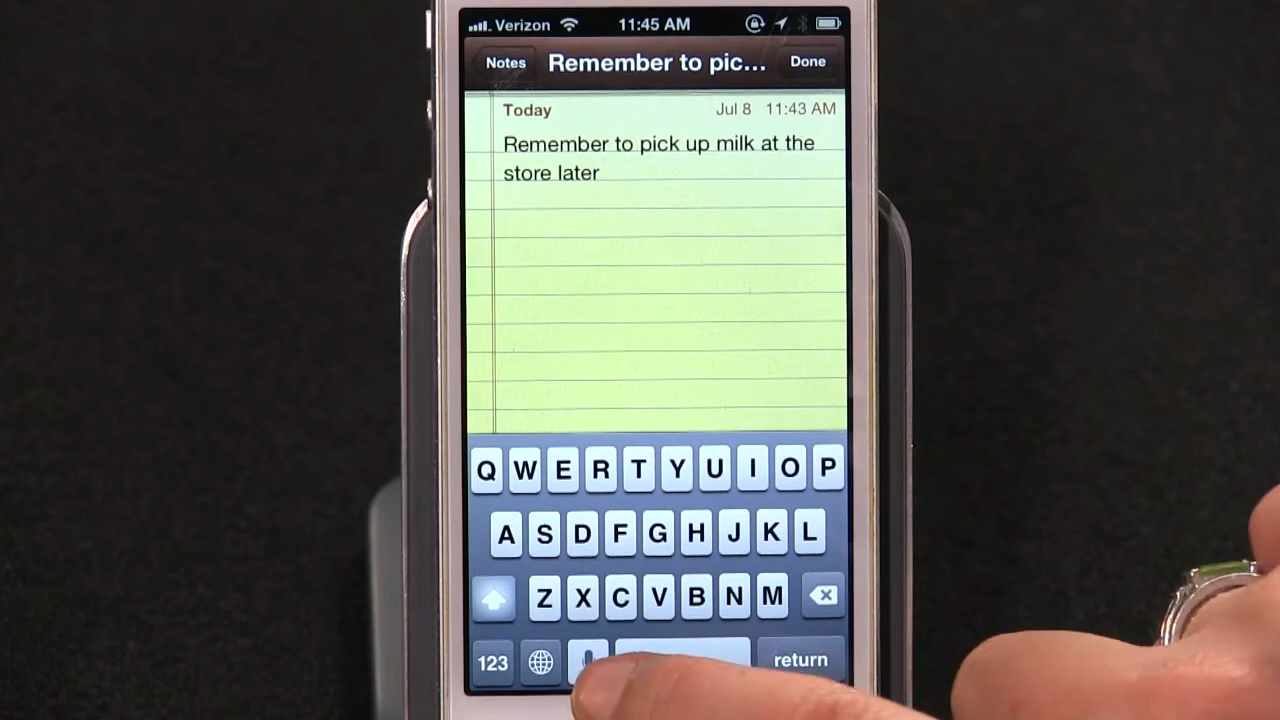 Verizon 11:45 AM
Notes Remember to pic... Done
Today Jul 8 11:43 AM
Remember to pick up milk at the
store later
Q W E R T Y U I O P
A S D F G H J K L
Z X C V B N M
123 return